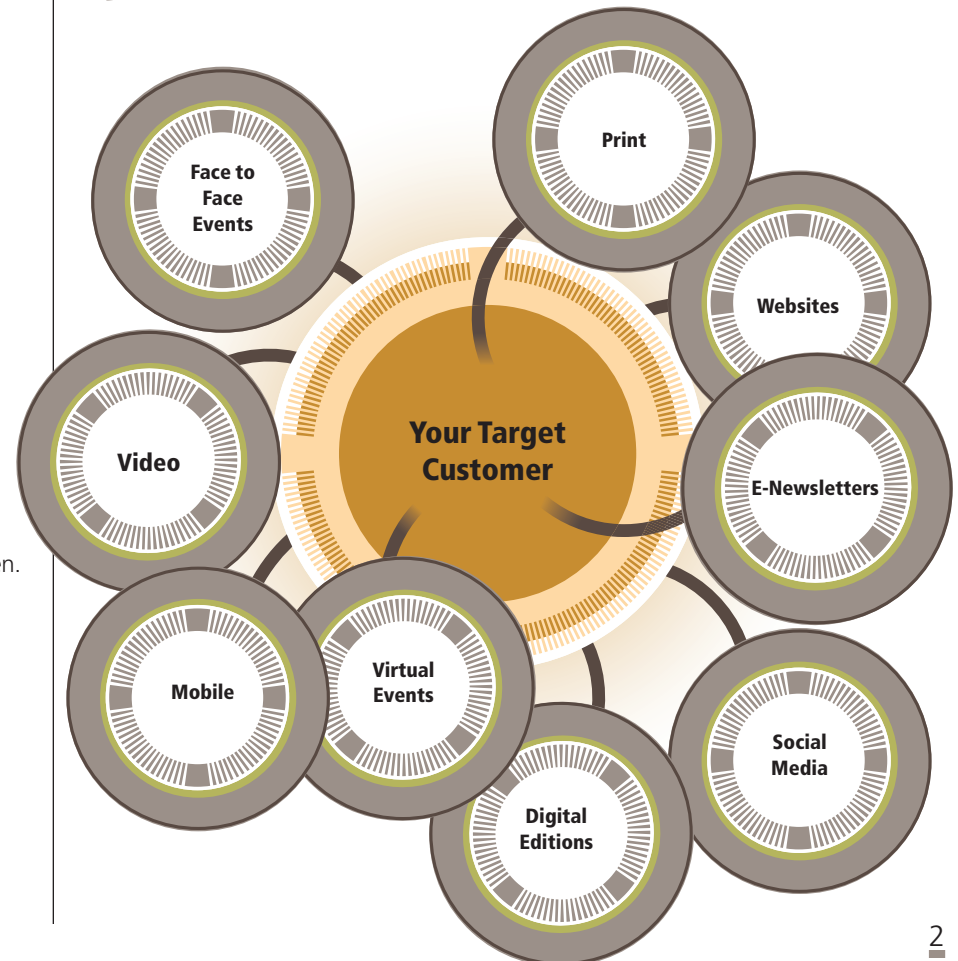 Print
Face to
Face
Events
Websites
Your Target
Customer
Video
E-Newsletters
en.
Virtual
Events
Mobile
Social
Media
Digital
Editions
2